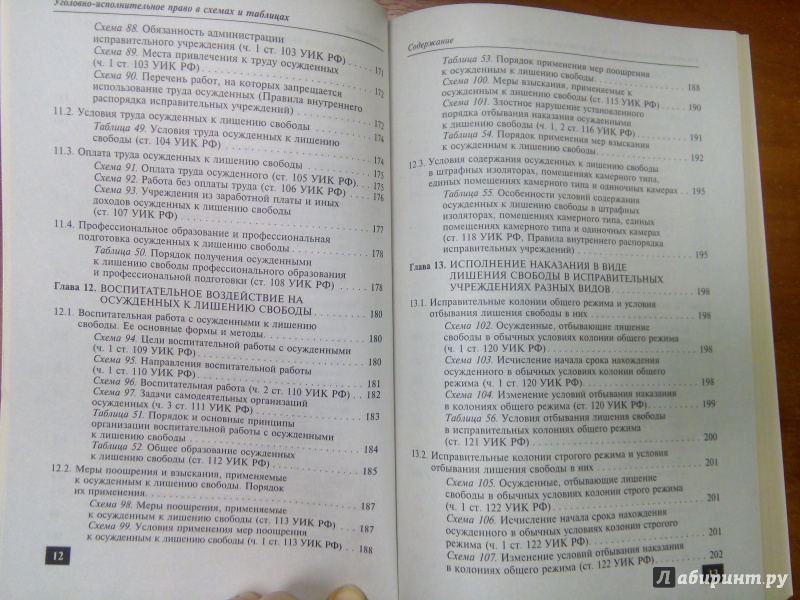 Уголовно-исполнительное право в схемах и таблицах
Схема 88. Обязанность администрации
исправительного учреждения (ч. 1 ст. 103 УИК РФ) 171
Схема 89. Места привлечения к труду осужденных
(ч. 1 ст. 103 УИК РФ) 172
Схема 90. Перечень работ, на которых запрещается
использование труда осужденных (Правила внутреннего
распорядка исправительных учреждений) 172
11.2. Условия труда осужденных к лишению свободы 174
Таблица 49. Условия труда осужденных к лишению
свободы (ст. 104 УИК РФ) 174
11.3. Оплата труда осужденных к лишению свободы 175
Схема 91. Оплата труда осужденного (ст. 105 УИК РФ) 175
Схема 92. Работа без оплаты труда (ст. 106 УИК РФ) 176
Схема 93. Учреждения из заработной платы и иных
доходов осужденных к лишению свободы
(ст. 107 УИК РФ) 177
11.4. Профессиональное образование и профессиональная
подготовка осужденных к лишению свободы 178
Таблица 50. Порядок получения осужденными
к лишению свободы профессионального образования
и профессиональной подготовки (ст. 108 УИК РФ) 178
Глава 12. ВОСПИТАТЕЛЬНОЕ ВОЗДЕЙСТВИЕ НА
ОСУЖДЕННЫХ К ЛИШЕНИЮ СВОБОДЫ 180
12.1. Воспитательная работа с осужденными к лишению
свободы. Ее основные формы и методы. 180
Схема 94. Цели воспитательной работы с осужденными
(ч. 1 ст. 109 УИК РФ) 180
Схема 95. Направления воспитательной работы
(ч. 1 ст. 110 УИК РФ) 181
Схема 96. Воспитательная работа (ч. 2 ст. 110 УИК РФ) 182
Схема 97. Задачи самодеятельных организаций
осужденных (ч. 3 ст. 111 УИК РФ) 183
Таблица 51. Порядок и основные принципы
организации воспитательной работы с осужденными
к лишению свободы 184
Таблица 52. Общее образование осужденных
к лишению свободы (ст. 112 УИК РФ) 185
12.2. Меры поощрения и взыскания, применяемые
к осужденным к лишению свободы. Порядок
их применения. 187
Схема 98. Меры поощрения, применяемые
к осужденным к лишению свободы (ст. 113 УИК РФ) 187
Схема 99. Условия применения мер поощрения
к осужденным к лишению свободы (ч. 1 ст. 113 УИК РФ) 188
12
Содержание
Таблица 53. Порядок применения мер поощрения
к осужденным к лишению свободы. 188
Схема 100. Меры взыскания, применяемые к
осужденным к лишению свободы (ст. 115 УИК РФ) 190
Схема 101. Злостное нарушение установленного
порядка отбывания наказания осужденными
к лишению свободы (ч. 1, 2 ст. 116 УИК РФ) 191
Таблица 54. Порядок применения мер взыскания
к осужденным к лишению свободы. 192
12.3. Условия содержания осужденных к лишению свободы
в штрафных изоляторах, помещениях камерного типа,
единых помещениях камерного типа и одиночных камерах 195
Таблица 55. Особенности условий содержания
осужденных к лишению свободы в штрафных
изоляторах, помещениях камерного типа, единых
помещениях камерного типа и одиночных камерах
(ст. 118 УИК РФ, Правила внутреннего распорядка
исправительных учреждений) 195
Глава 13. ИСПОЛНЕНИЕ НАКАЗАНИЯ В ВИДЕ
ЛИШЕНИЯ СВОБОДЫ В ИСПРАВИТЕЛЬНЫХ
УЧРЕЖДЕНИЯХ РАЗНЫХ ВИДОВ. 198
13.1. Исправительные колонии общего режима и условия
отбывания лишения свободы в них 198
Схема 102. Осужденные, отбывающие лишение
свободы в обычных условиях колонии общего режима
(ч. 1 ст. 120 УИК РФ) 198
Схема 103. Исчисление начала срока нахождения
осужденного в обычных условиях колонии общего
режима (ч. 1 ст. 120 УИК РФ) 198
Схема 104. Изменение условий отбывания наказания
в колониях общего режима (ст. 120 УИК РФ) 199
Таблица 56. Условия отбывания лишения свободы
в исправительных колониях общего режима
(ст. 121 УИК РФ) 200
13.2. Исправительные колонии строгого режима и условия
отбывания лишения свободы в них 201
Схема 105. Осужденные, отбывающие лишение
свободы в обычных условиях колонии строго режима
(ч. 1 ст. 122 УИК РФ) 201
Схема 106. Исчисление начала срока нахождения
осужденного в обычных условиях колонии строгого
режима (ч. 1 ст. 122 УИК РФ) 201
Схема 107. Изменение условий отбывания наказания
в колониях строгого режима (ст. 122 УИК РФ) 202
13
Лабиринт.ру